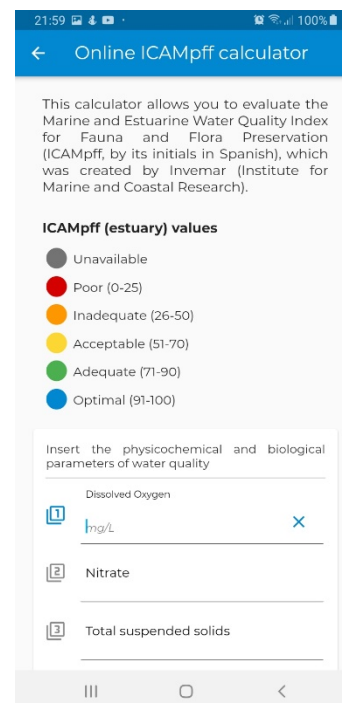 21:59 100%
Online ICAMpff calculator
This calculator allows you to evaluate the
Marine and Estuarine Water Quality Index
for Fauna and Flora Preservation
(ICAMpff, by its initials in Spanish), which
was created by Invemar (Institute for
Marine and Coastal Research).
ICAMpff (estuary) values
Unavailable
Poor (0-25)
Inadequate (26-50)
Acceptable (51-70)
Adequate (71-90)
Optimal (91-100)
Insert the physicochemical and biological
parameters of water quality
Dissolved Oxygen
1
mg/L
2 Nitrate
3 Total suspended solids